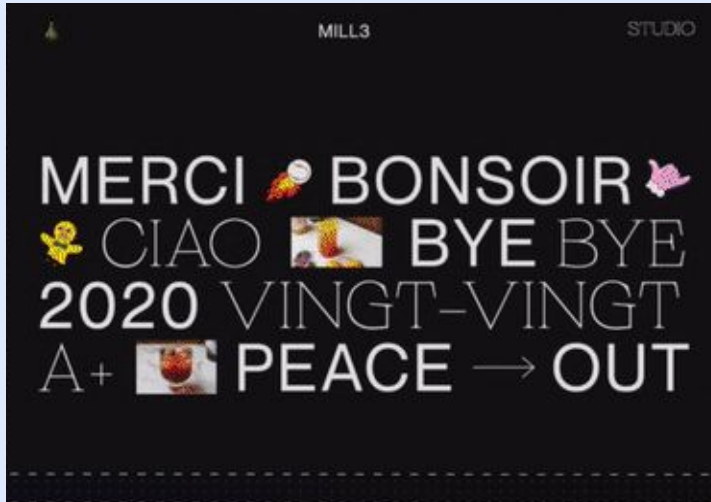 MILL3 STUDIO
MERCI BONSOIR
CIAO BYE BYE
2020 VINGT-VINGT
A+ PEACE → OUT